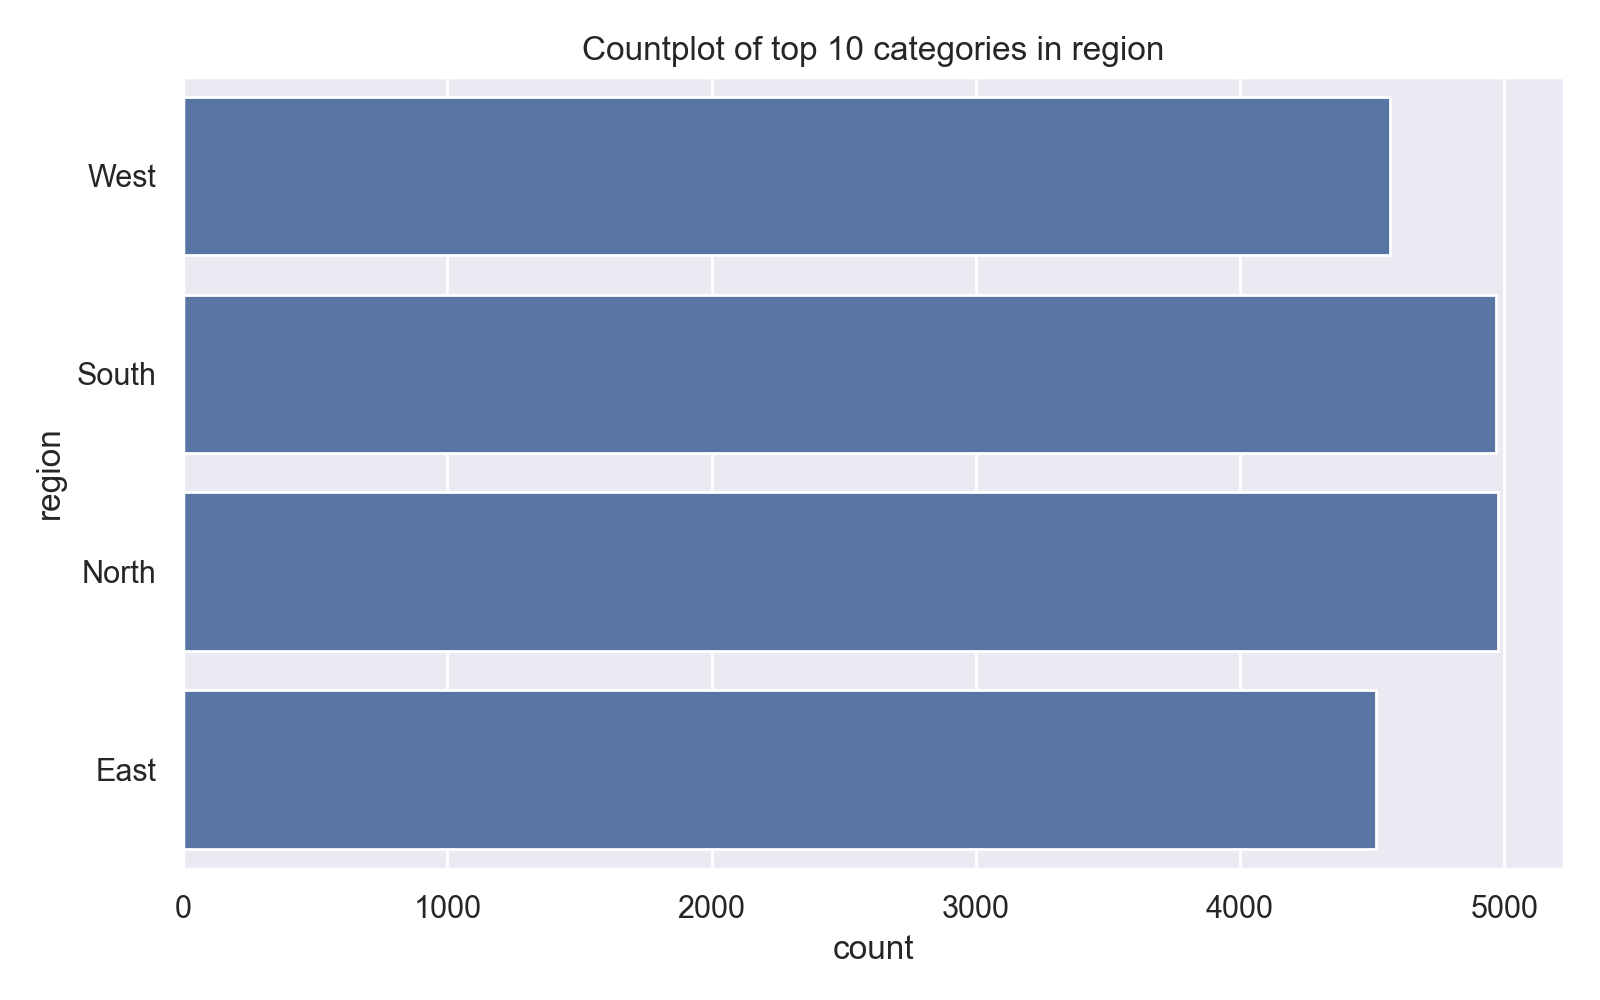 Countplot of top 10 categories in region
West
South
North
East
region
0 1000 2000 3000 4000 5000
count